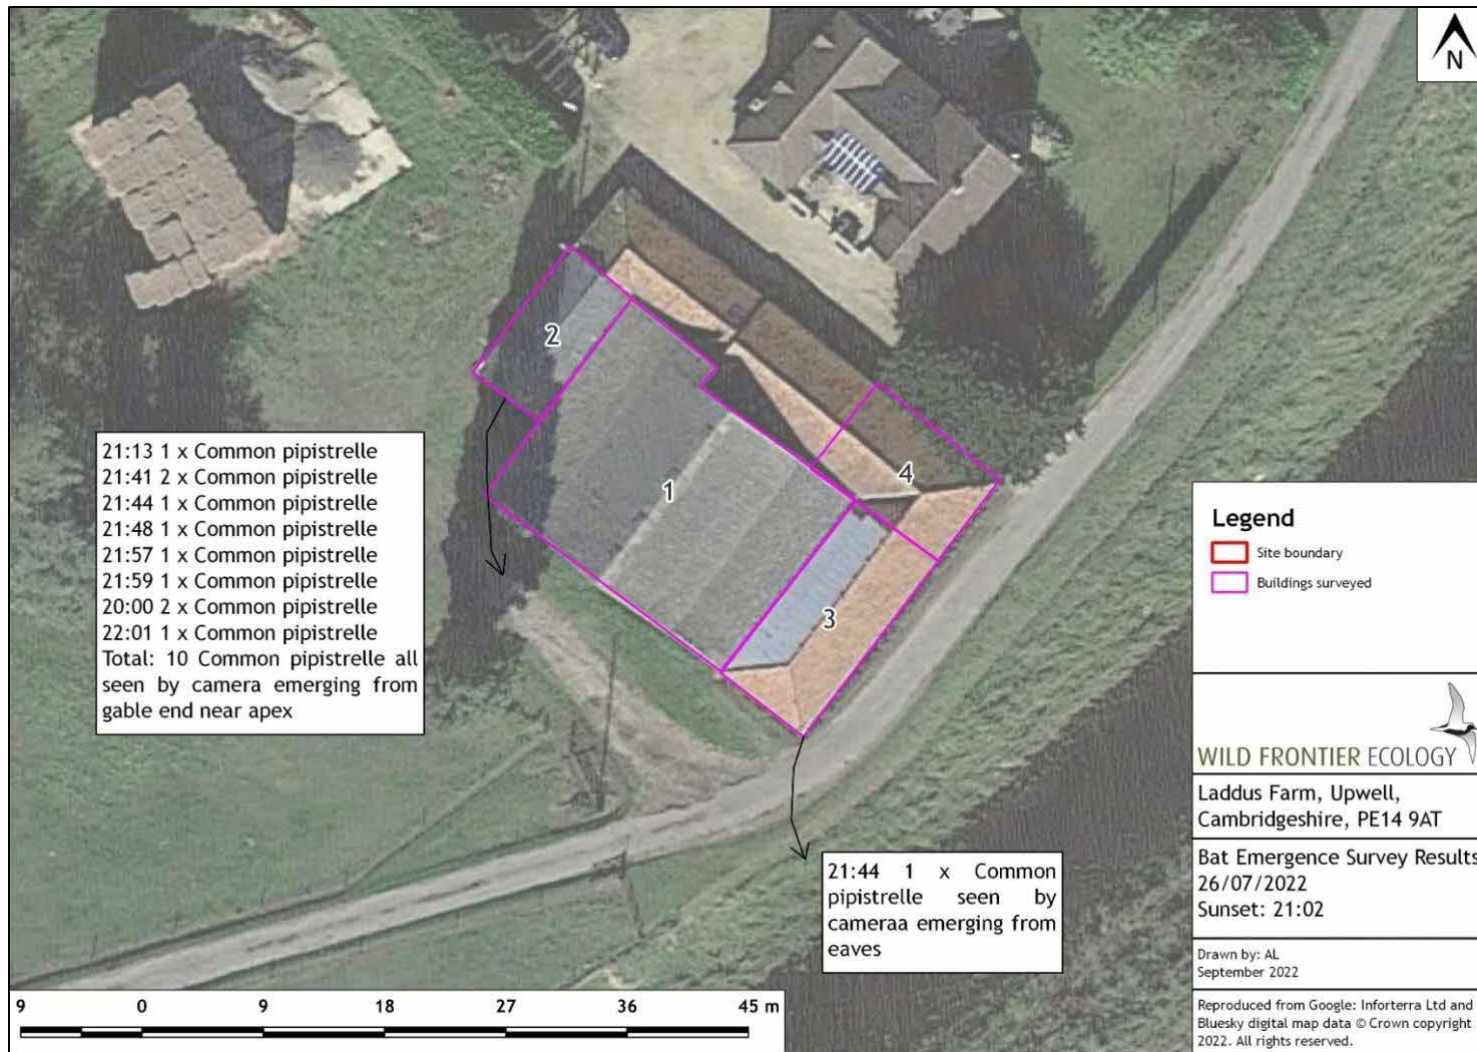 N
2
1
4
3
21:13 1 x Common pipistrelle
21:41 2 x Common pipistrelle
21:44 1 x Common pipistrelle
21:48 1 x Common pipistrelle
21:57 1 x Common pipistrelle
21:59 1 x Common pipistrelle
20:00 2 x Common pipistrelle
22:01 1 x Common pipistrelle
Total: 10 Common pipistrelle all
seen by camera emerging from
gable end near apex
21:44 1 x Common
pipistrelle seen by
cameraa emerging from
eaves
9 0 9 18 27 36 45 m
Legend
Site boundary
Buildings surveyed
WILD FRONTIER ECOLOGY
Laddus Farm, Upwell,
Cambridgeshire, PE14 9AT
Bat Emergence Survey Results
26/07/2022
Sunset: 21:02
Drawn by: AL
September 2022
Reproduced from Google: Inforterra Ltd and
Bluesky digital map data © Crown copyright
2022. All rights reserved.